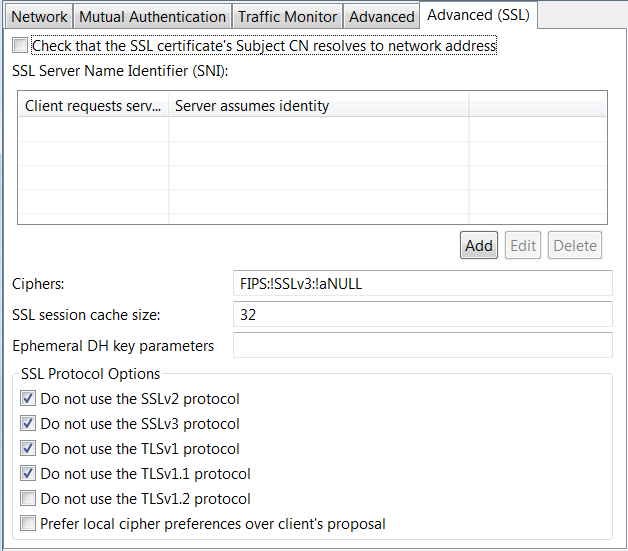 Network Mutual Authentication Traffic Monitor Advanced Advanced (SSL)
Check that the SSL certificate's Subject CN resolves to network address
SSL Server Name Identifier (SNI):
Client requests serv... Server assumes identity
Add Edit Delete
Ciphers: FIPS:!SSLv3:!aNULL
SSL session cache size: 32
Ephemeral DH key parameters
SSL Protocol Options
Do not use the SSLv2 protocol
Do not use the SSLv3 protocol
Do not use the TLSv1 protocol
Do not use the TLSv1.1 protocol
Do not use the TLSv1.2 protocol
Prefer local cipher preferences over client's proposal